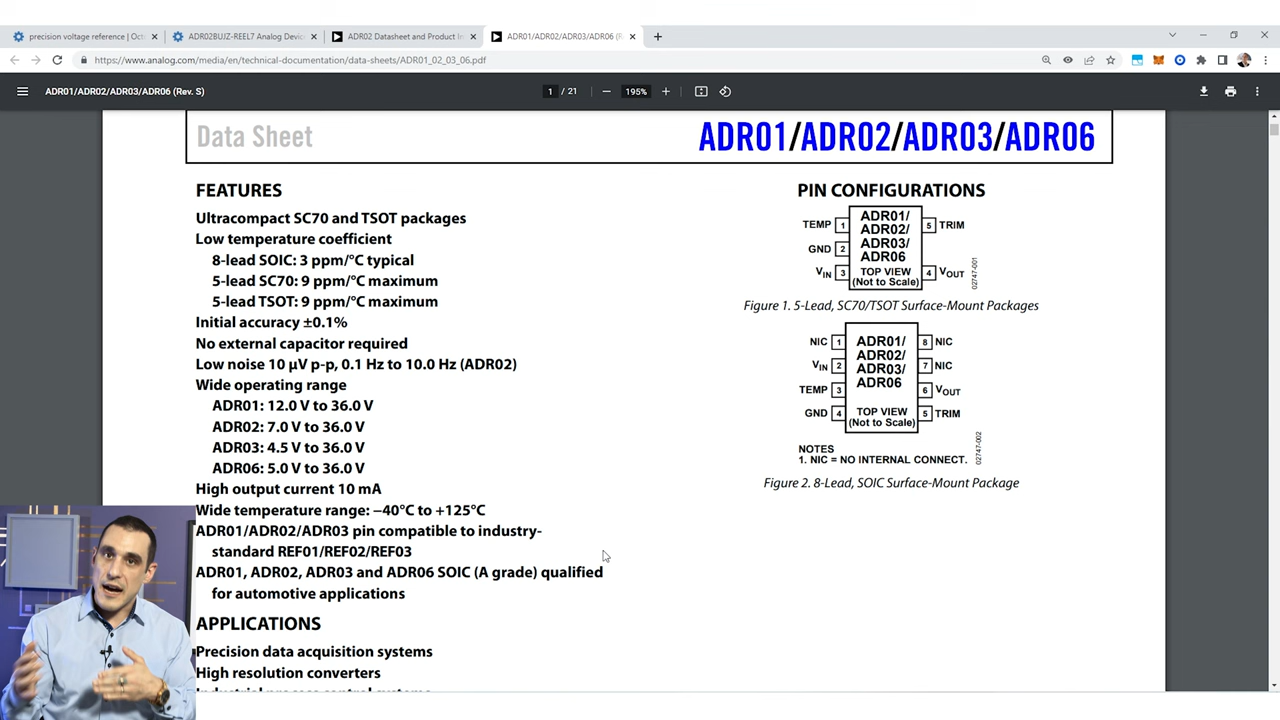 precision voltage reference | Oct
ADR02BUJZ-REEL7 Analog Device
ADR02 Datasheet and Product In
ADR01/ADR02/ADR03/ADR06 (Re
https://www.analog.com/media/en/technical-documentation/data-sheets/ADR01_02_03_06.pdf
ADR01/ADR02/ADR03/ADR06 (Rev. S)
1 / 21
195%
Data Sheet
ADR01/ADR02/ADR03/ADR06
FEATURES
Ultracompact SC70 and TSOT packages
Low temperature coefficient
8-lead SOIC: 3 ppm/°C typical
5-lead SC70: 9 ppm/°C maximum
5-lead TSOT: 9 ppm/°C maximum
Initial accuracy ±0.1%
No external capacitor required
Low noise 10 µV p-p, 0.1 Hz to 10.0 Hz (ADR02)
Wide operating range
ADR01: 12.0 V to 36.0 V
ADR02: 7.0 V to 36.0 V
ADR03: 4.5 V to 36.0 V
ADR06: 5.0 V to 36.0 V
High output current 10 mA
Wide temperature range: −40°C to +125°C
ADR01/ADR02/ADR03 pin compatible to industry-
standard REF01/REF02/REF03
ADR01, ADR02, ADR03 and ADR06 SOIC (A grade) qualified
for automotive applications
APPLICATIONS
Precision data acquisition systems
High resolution converters
Industrial process control systems
PIN CONFIGURATIONS
TEMP 1 ADR01/ 5 TRIM
ADR02/
GND 2 ADR03/
ADR06
VIN 3 TOP VIEW 4 VOUT
(Not to Scale)
02747-001
Figure 1. 5-Lead, SC70/TSOT Surface-Mount Packages
NIC 1 ADR01/ 8 NIC
ADR02/
VIN 2 ADR03/ 7 NIC
ADR06
TEMP 3 6 VOUT
GND 4 TOP VIEW 5 TRIM
(Not to Scale)
NOTES
1. NIC = NO INTERNAL CONNECT.
02747-002
Figure 2. 8-Lead, SOIC Surface-Mount Package